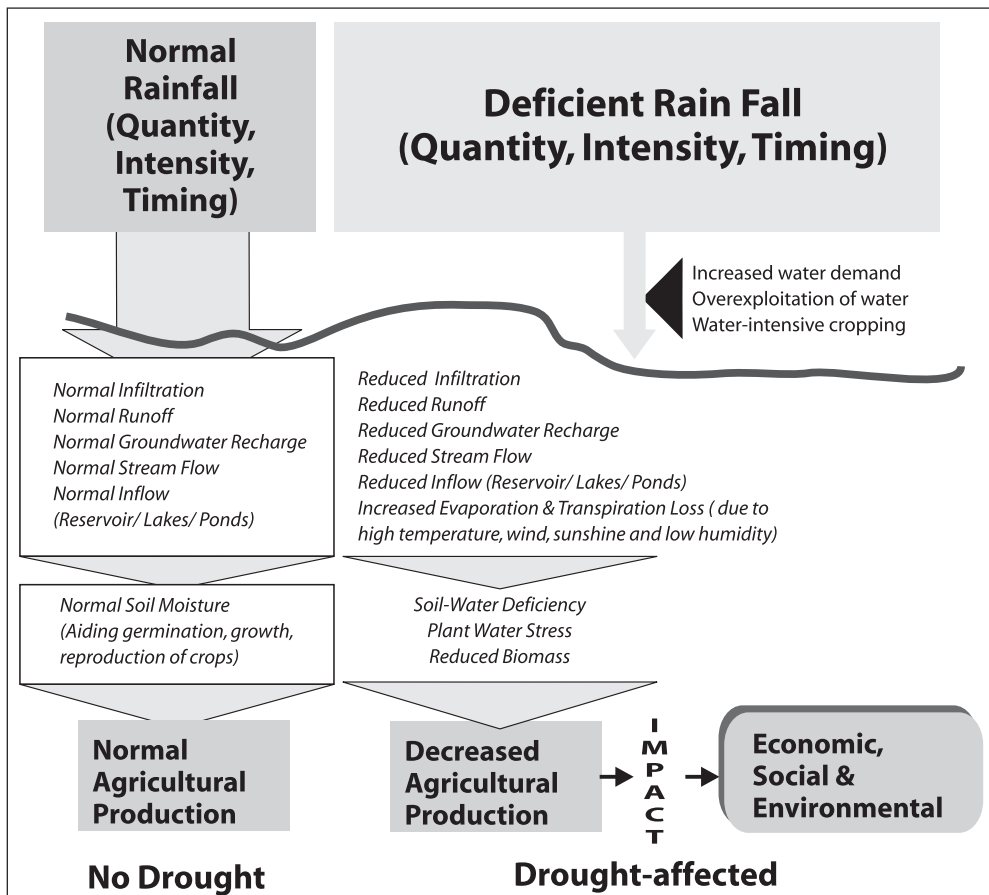 Normal
Rainfall
(Quantity,
Intensity,
Timing)
Deficient Rain Fall
(Quantity, Intensity, Timing)
Increased water demand
Overexploitation of water
Water-intensive cropping
Normal Infiltration
Normal Runoff
Normal Groundwater Recharge
Normal Stream Flow
Normal Inflow
(Reservoir/ Lakes/ Ponds)
Reduced Infiltration
Reduced Runoff
Reduced Groundwater Recharge
Reduced Stream Flow
Reduced Inflow (Reservoir/ Lakes/ Ponds)
Increased Evaporation & Transpiration Loss ( due to
high temperature, wind, sunshine and low humidity)
Normal Soil Moisture
(Aiding germination, growth,
reproduction of crops)
Soil-Water Deficiency
Plant Water Stress
Reduced Biomass
Normal
Agricultural
Production
Decreased
Agricultural
Production
IMPACT
Economic,
Social &
Environmental
No Drought
Drought-affected